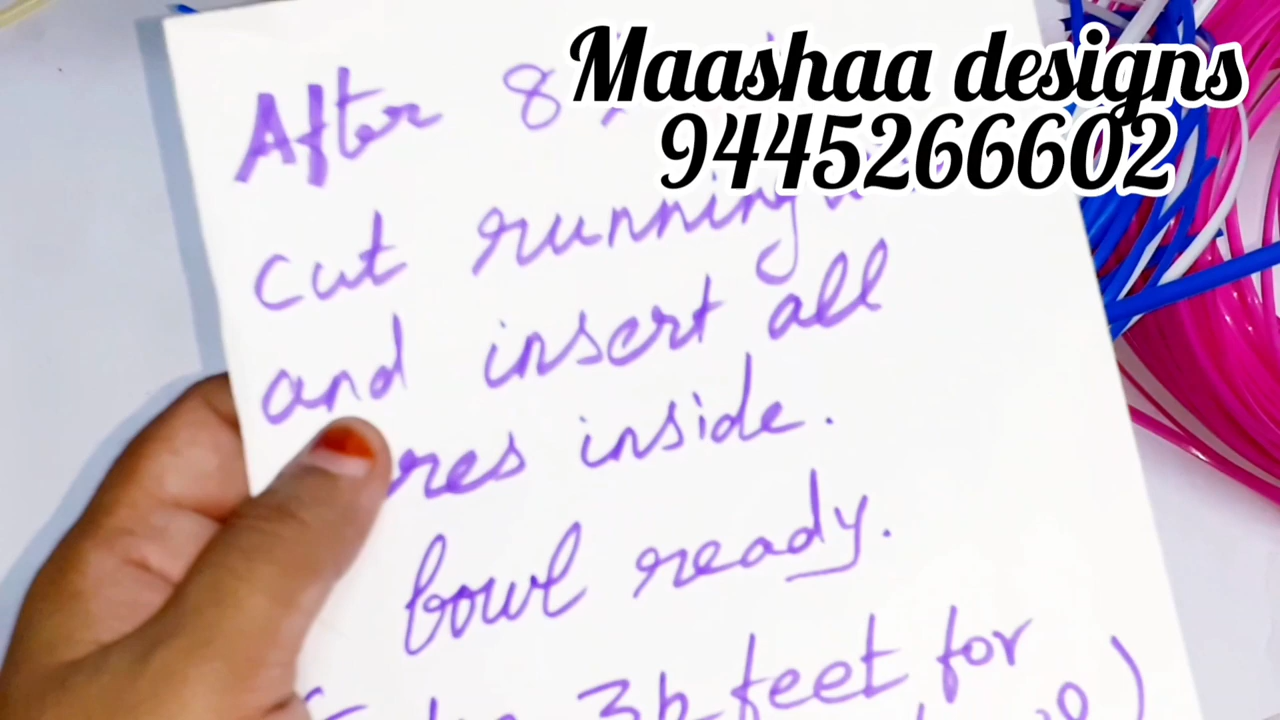 Maashaa designs
9445266602
After 8
cut running
and insert all
inside.
bowl ready.
feet for